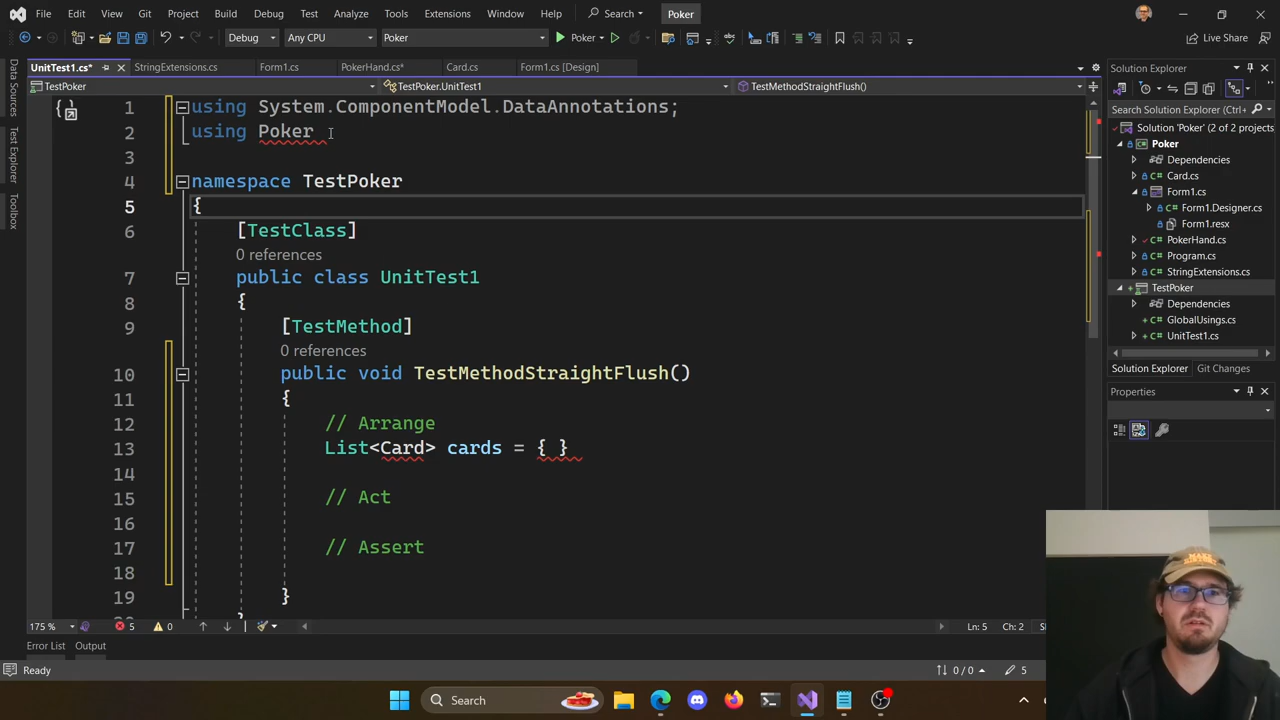 File Edit View Git Project Build Debug Test Analyze Tools Extensions Window Help Search Poker
Debug Any CPU Poker Poker Live Share
UnitTest1.cs* StringExtensions.cs Form1.cs PokerHand.cs* Card.cs Form1.cs [Design]
TestPoker TestPoker.UnitTest1 TestMethodStraightFlush()
Data Sources
Test Explorer
Toolbox
1 using System.ComponentModel.DataAnnotations;
2 using Poker
3
4 namespace TestPoker
5 {
6 [TestClass]
0 references
7 public class UnitTest1
8 {
9 [TestMethod]
0 references
10 public void TestMethodStraightFlush()
11 {
12 // Arrange
13 List<Card> cards = { }
14
15 // Act
16
17 // Assert
18
19 }
175 % 5 0 Ln: 5 Ch: 2
Error List Output
Ready 0 / 0 5
Solution Explorer
Search Solution Explorer
Solution 'Poker' (2 of 2 projects
Poker
Dependencies
Card.cs
Form1.cs
Form1.Designer.cs
Form1.resx
PokerHand.cs
Program.cs
StringExtensions.cs
TestPoker
Dependencies
GlobalUsings.cs
UnitTest1.cs
Solution Explorer Git Changes
Properties
Search